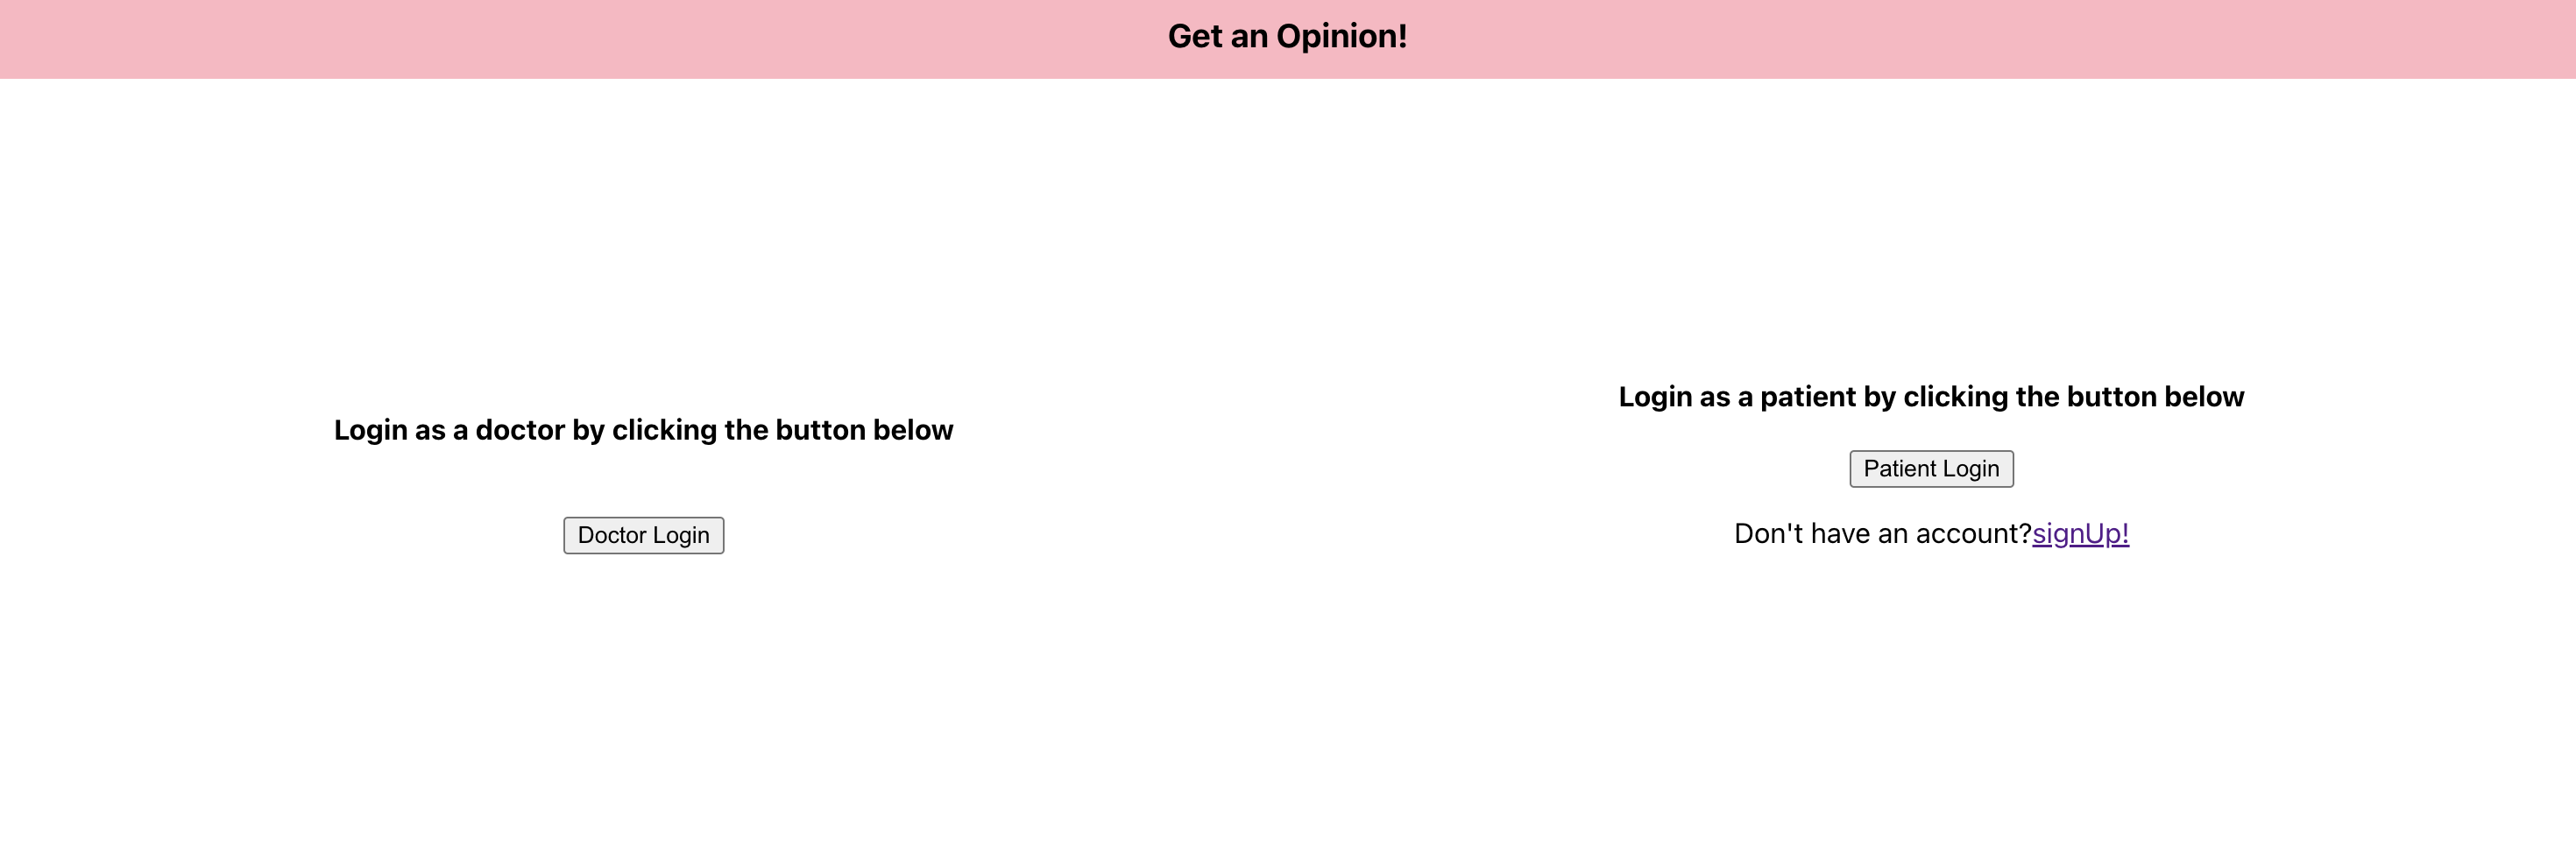 Get an Opinion!
Login as a doctor by clicking the button below
Doctor Login
Login as a patient by clicking the button below
Patient Login
Don't have an account?signUp!